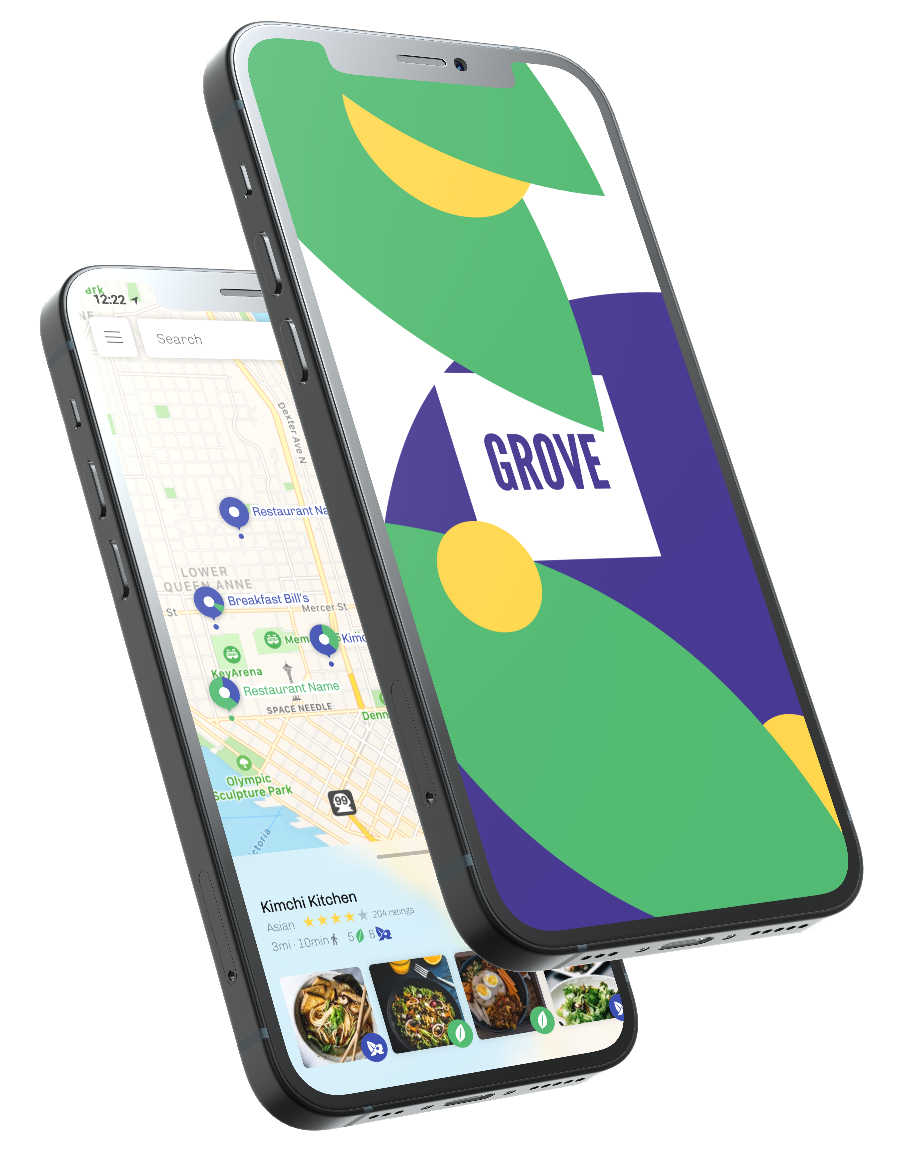 GROVE
ark
12:22
NE
Search
Dexter Ave N
Restaurant Na
LOWER
QUEEN ANNE
Breakfast Bill's
St
Mercer St
Mem
Kimc
KeyArena
Restaurant Name
SPACE NEEDLE
Denn
Olympic
Sculpture Park
99
ctoria
Kimchi Kitchen
Asian 204 ratings
3mi · 10min 5 8